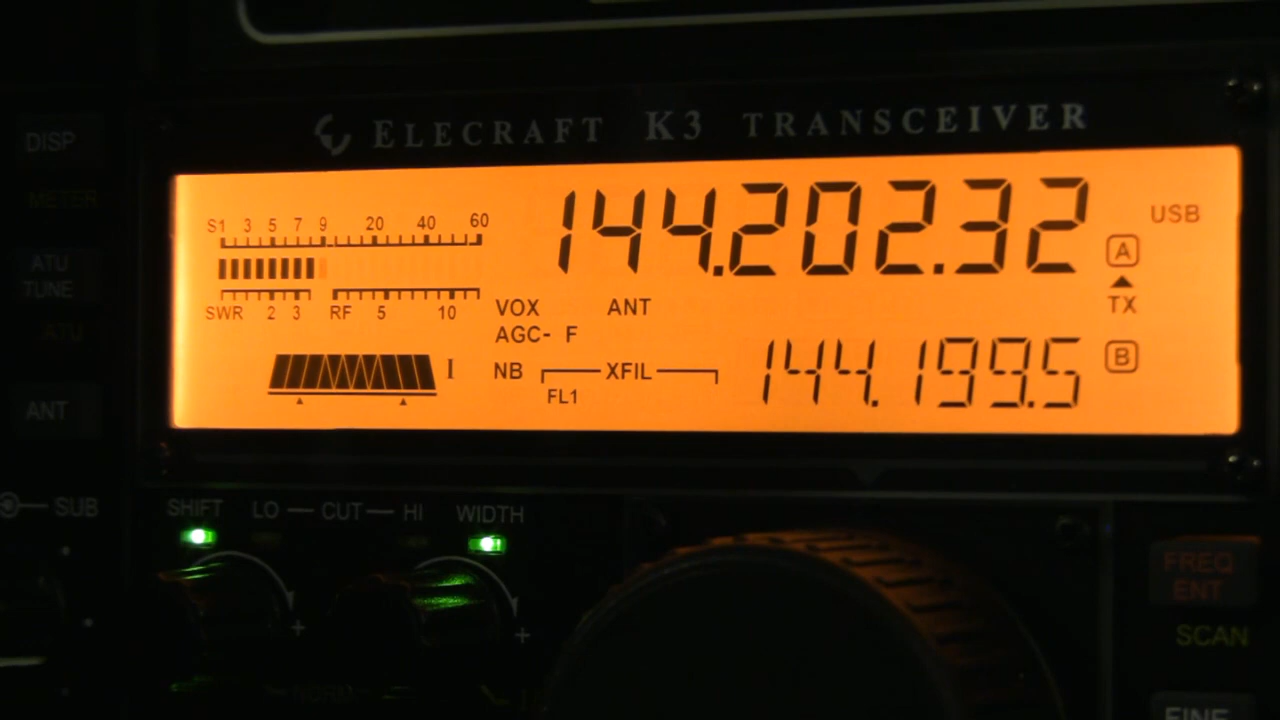 ELECRAFT K3 TRANSCEIVER
DISP
METER
ATU
TUNE
ATU
ANT
SUB
S1 3 5 7 9 20 40 60
SWR 2 3 RF 5 10
144.202.32
USB
A
TX
VOX ANT
AGC- F
NB XFIL
FL1
I
144.199.5
B
SHIFT LO CUT HI WIDTH
+ +
FREQ
ENT
SCAN
FINE